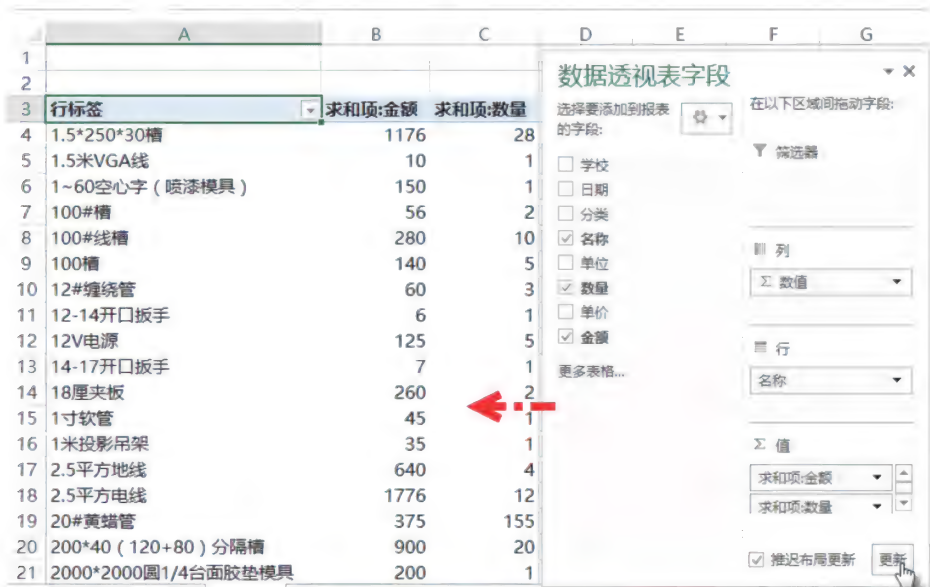 A B C D E F G
1
2
3 行标签 求和项:金额 求和项:数量
4 1.5*250*30槽 1176 28
5 1.5米VGA线 10 1
6 1~60空心字(喷漆模具) 150 1
7 100#槽 56 2
8 100#线槽 280 10
9 100槽 140 5
10 12#缠绕管 60 3
11 12-14开口扳手 6 1
12 12V电源 125 5
13 14-17开口扳手 7 1
14 18厘夹板 260 2
15 1寸软管 45 1
16 1米投影吊架 35 1
17 2.5平方地线 640 4
18 2.5平方电线 1776 12
19 20#黄蜡管 375 155
20 200*40(120+80)分隔槽 900 20
21 2000*2000圆1/4台面胶垫模具 200 1
数据透视表字段
选择要添加到报表
的字段:
学校
日期
分类
名称
单位
数量
单价
金额
更多表格...
在以下区域间拖动字段:
筛选器
列
Σ 数值
行
名称
Σ 值
求和项:金额
求和项:数量
推迟布局更新 更新